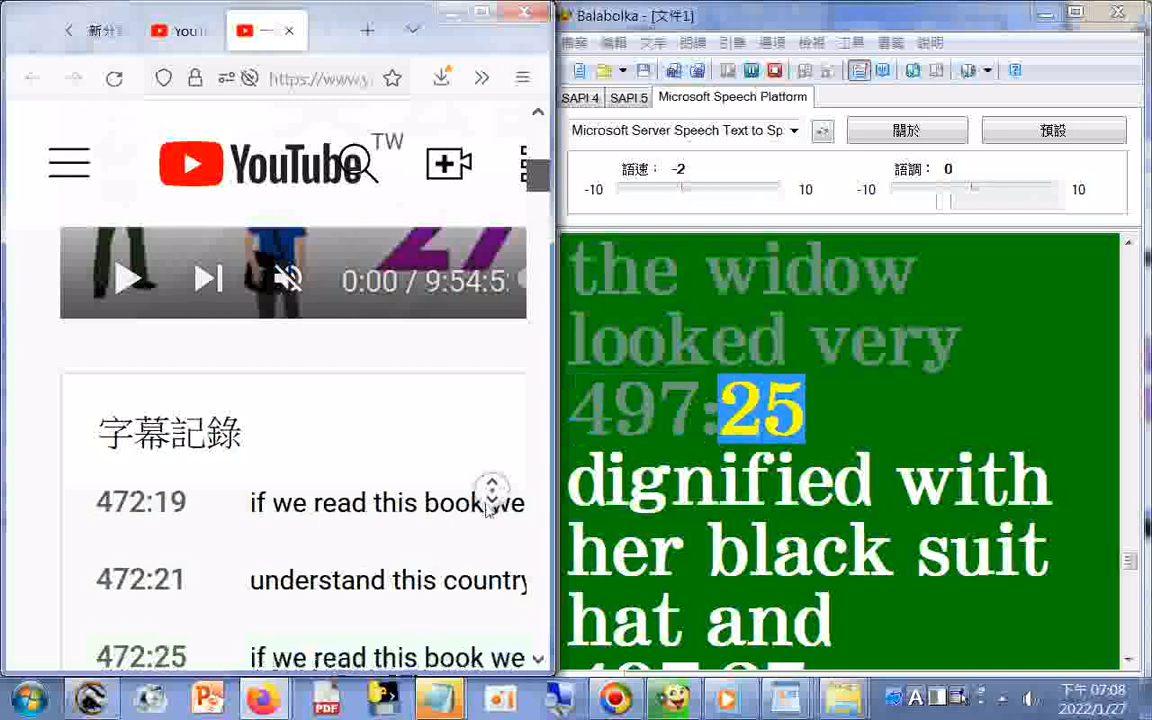 Balabolka - [文件1]
新分
You
一
檔案 編輯 文字 朗讀 引擎 選項 檢視 工具 書籤 說明
https://www.y
SAPI 4 SAPI 5 Microsoft Speech Platform
Microsoft Server Speech Text to Sp
關於
預設
語速： -2
-10 10
語調： 0
-10 10
YouTube TW
27
0:00 / 9:54:5
字幕記錄
472:19 if we read this book we
472:21 understand this country
472:25 if we read this book we
the widow
looked very
497:25
dignified with
her black suit
hat and
497:27
下午 07:08
2022/1/27